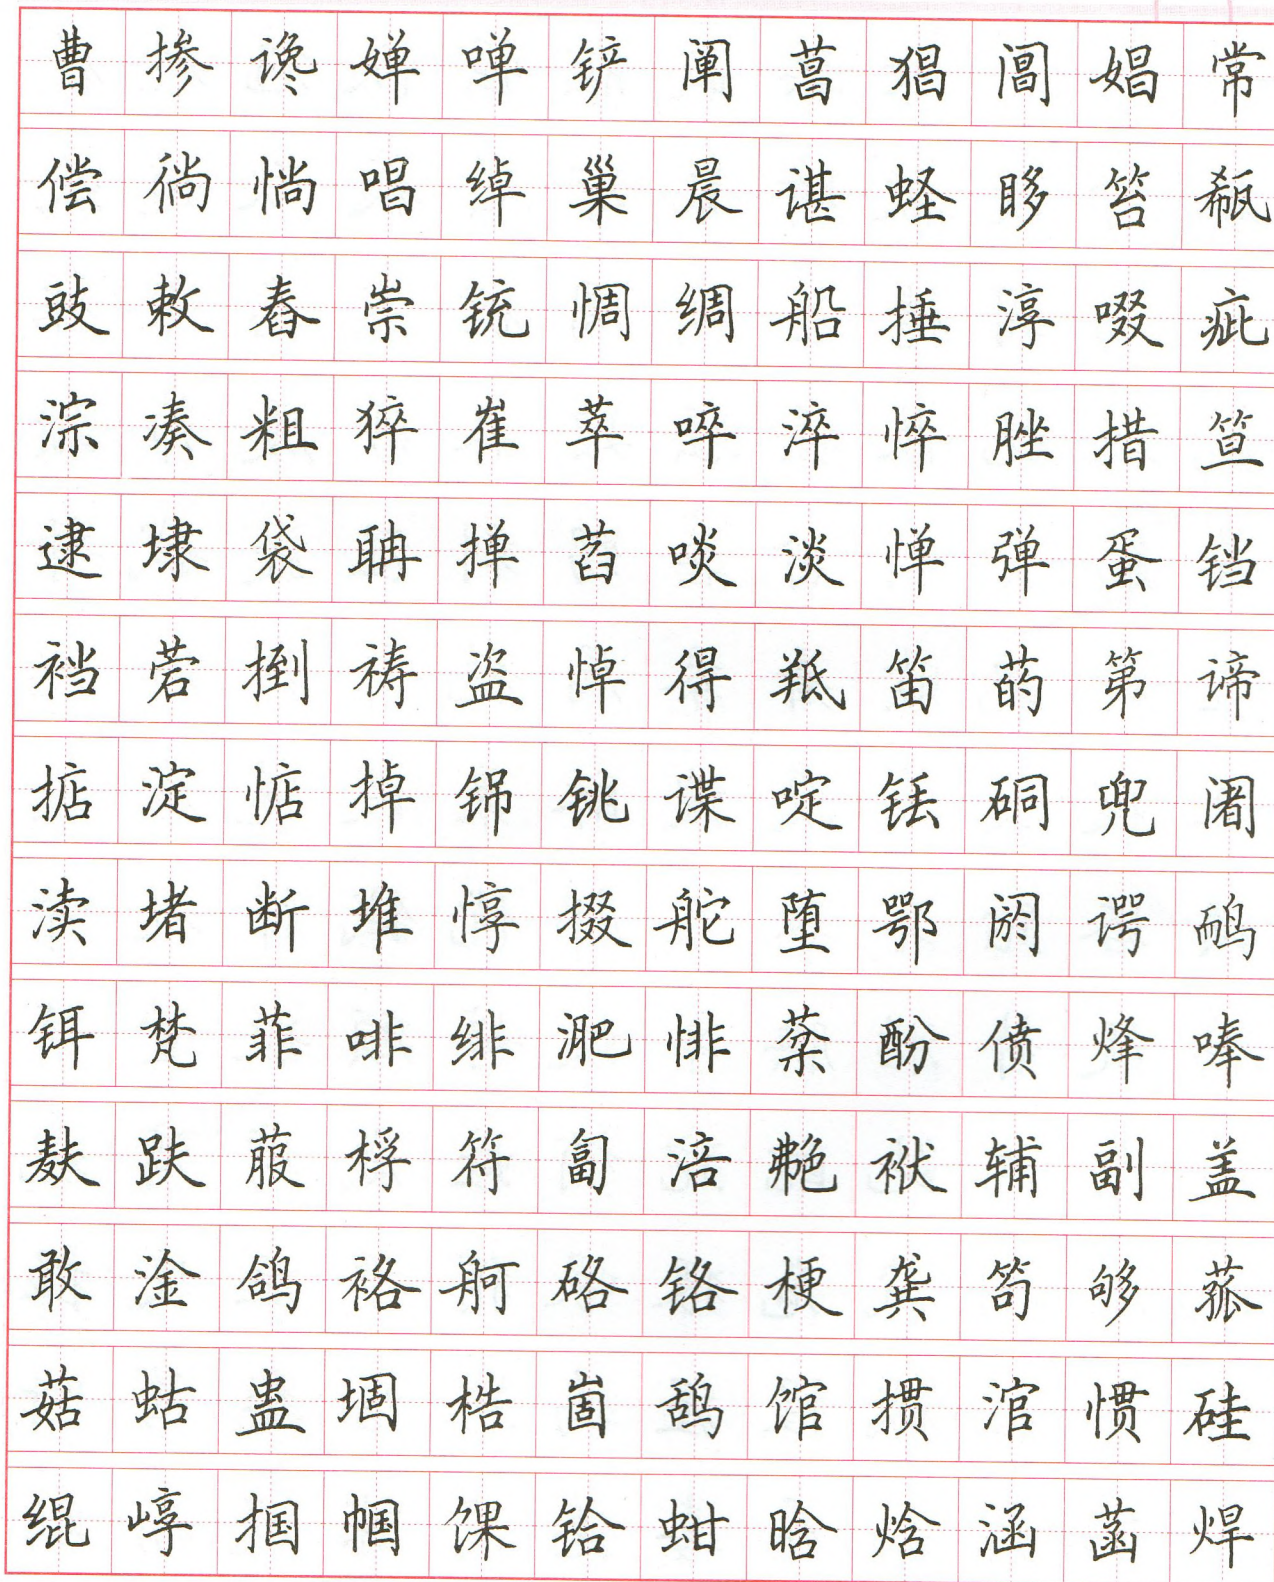 曹掺谗婵啴铲阐菖猖阊娼常
偿徜惝唱绰巢晨谌蛏眵笞瓻
豉敕舂崇铳惆绸船捶淳啜疵
淙凑粗猝崔萃啐淬悴脞措笪
逮埭袋聃掸萏啖淡惮弹蛋铛
裆菪捯祷盗悼得羝笛菂第谛
掂淀惦掉铞铫谍啶铥硐兜阇
渎堵断堆惇掇舵堕鄂阏谔鸸
铒梵菲啡绯淝悱棻酚偾烽唪
麸趺菔桴符匐涪艴袱辅副盖
敢淦鸽袼舸硌铬梗龚笱够菰
菇蛄蛊堌梏崮鸹馆掼涫惯硅
绲崞掴帼馃铪蚶晗焓涵菡焊